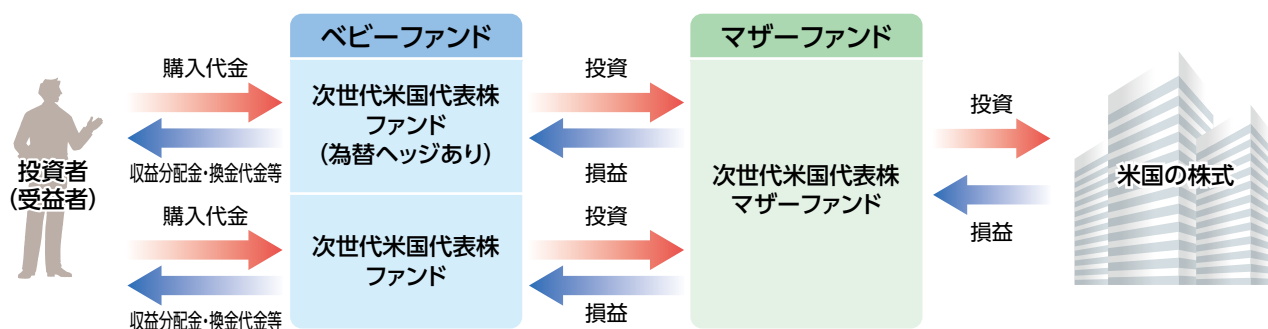 ベビーファンド
マザーファンド
購入代金
次世代米国代表株
ファンド
(為替ヘッジあり)
投資
投資
投資者
(受益者)
収益分配金・換金代金等
損益
次世代米国代表株
マザーファンド
米国の株式
購入代金
次世代米国代表株
ファンド
投資
損益
収益分配金・換金代金等
損益